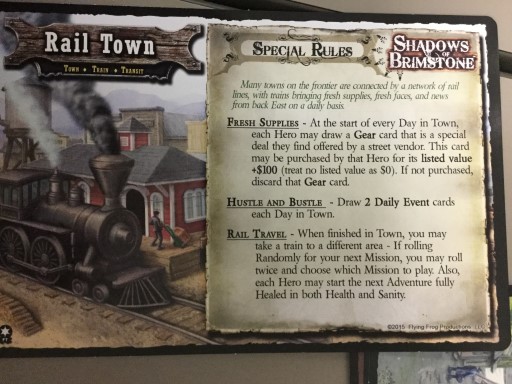 Rail Town
Town ✦ Train ✦ Transit
Special Rules
Shadows
of
Brimstone
Many towns on the frontier are connected by a network of rail
lines, with trains bringing fresh supplies, fresh faces, and news
from back East on a daily basis.
Fresh Supplies - At the start of every Day in Town,
each Hero may draw a Gear card that is a special
deal they find offered by a street vendor. This card
may be purchased by that Hero for its listed value
+$100 (treat no listed value as $0). If not purchased,
discard that Gear card.
Hustle and Bustle - Draw 2 Daily Event cards
each Day in Town.
Rail Travel - When finished in Town, you may
take a train to a different area - If rolling
Randomly for your next Mission, you may roll
twice and choose which Mission to play. Also,
each Hero may start the next Adventure fully
Healed in both Health and Sanity.
©2015 Flying Frog Productions, LLC